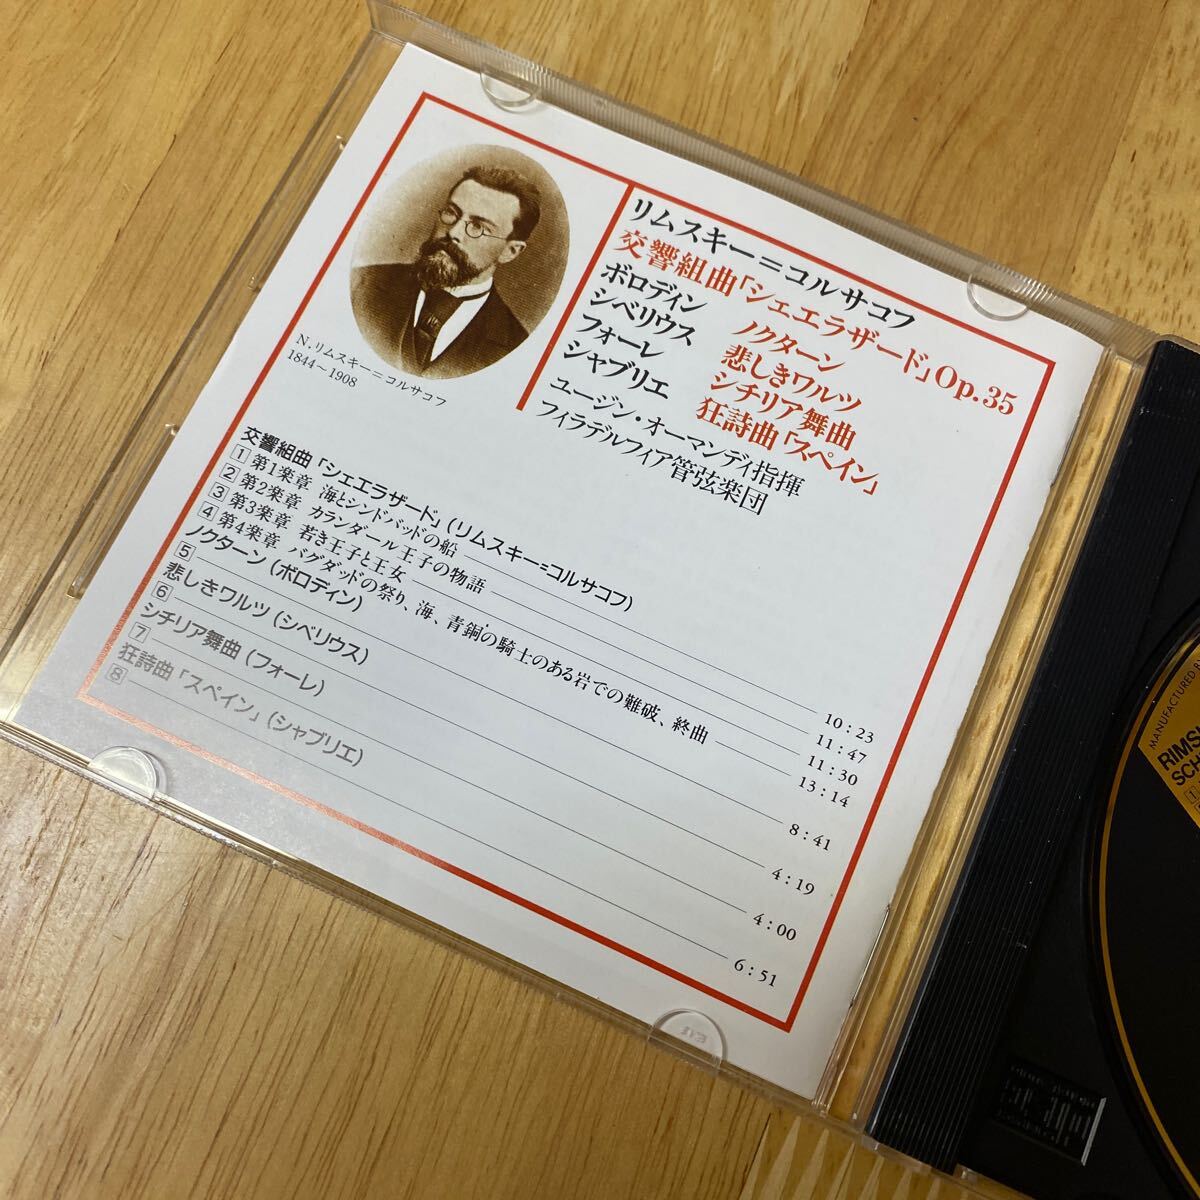 リムスキー＝コルサコフ
交響組曲「シェエラザード」Op.35
ボロディン　ノクターン
シベリウス　悲しきワルツ
フォーレ　シチリア舞曲
シャブリエ　狂詩曲「スペイン」
ユージン・オーマンディ指揮
フィラデルフィア管弦楽団
N.リムスキー＝コルサコフ
1844～1908
交響組曲「シェエラザード」(リムスキー=コルサコフ)
1 第1楽章 海とシンドバッドの船 10:23
2 第2楽章 カランダール王子の物語 11:47
3 第3楽章 若き王子と王女 11:30
4 第4楽章 バグダッドの祭り、海、青銅の騎士のある岩での難破、終曲 13:14
ノクターン(ボロディン)
5 8:41
悲しきワルツ(シベリウス)
6 4:19
シチリア舞曲(フォーレ)
7 4:00
狂詩曲「スペイン」(シャブリエ)
8 6:51
MANUFACTURED
RIMS
SCH